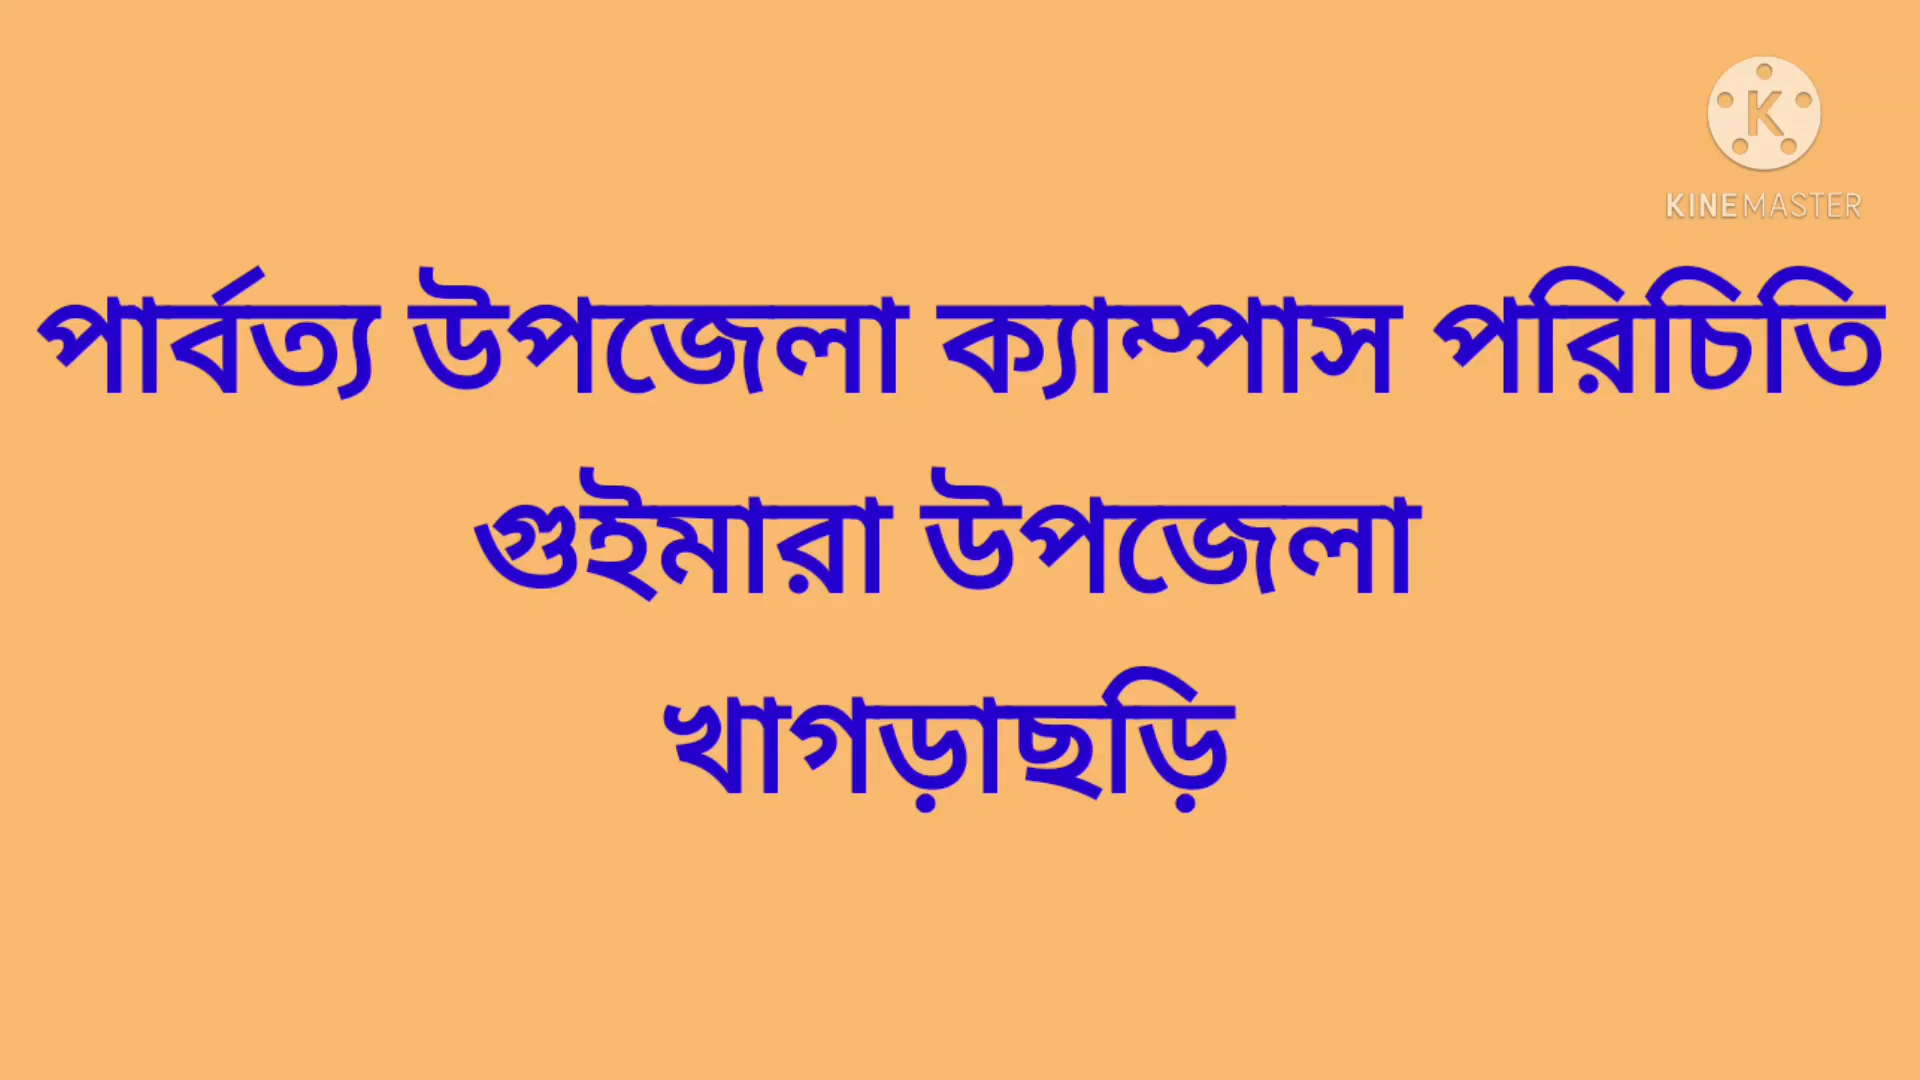 K
KINEMASTER
পার্বত্য উপজেলা ক্যাম্পাস পরিচিতি
গুইমারা উপজেলা
খাগড়াছড়ি